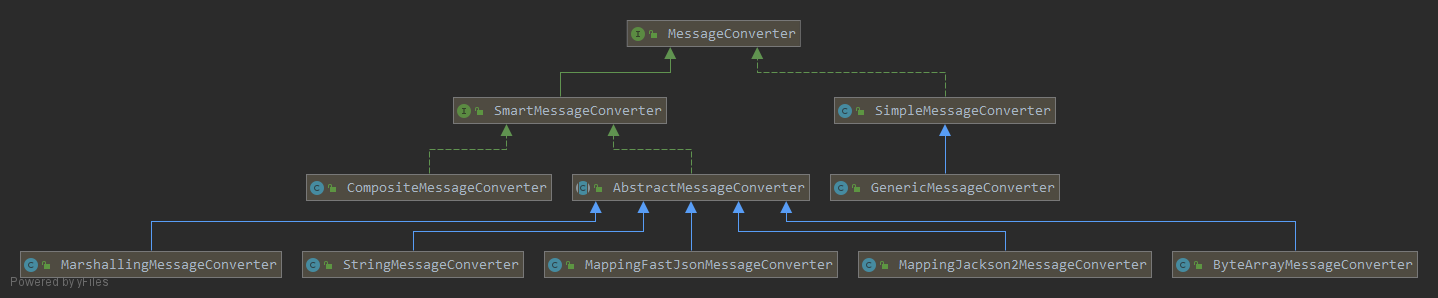 I MessageConverter
I SmartMessageConverter
C SimpleMessageConverter
C CompositeMessageConverter
C AbstractMessageConverter
C GenericMessageConverter
C MarshallingMessageConverter
C StringMessageConverter
C MappingFastJsonMessageConverter
C MappingJackson2MessageConverter
C ByteArrayMessageConverter
Powered by yFiles